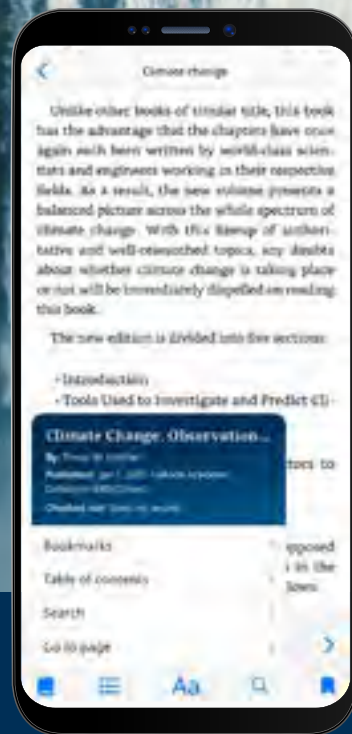 Climate change
Unlike other books of similar title, this book
has the advantage that the chapters have once
again each been written by world-class scien-
tists and engineers working in their respective
fields. As a result, the new volume presents a
balanced picture across the whole spectrum of
climate change. With this lineup of authori-
tative and well-researched topics, any doubts
about whether climate change is taking place
or not will be immediately dispelled on reading
this book.
The new edition is divided into five sections:
• Introduction
• Tools Used to Investigate and Predict Cli-
Climate Change. Observation...
By:
Published:
Checked out:
tors to
Bookmarks
pposed
Table of contents
in the
lows:
Search
Go to page
Aa